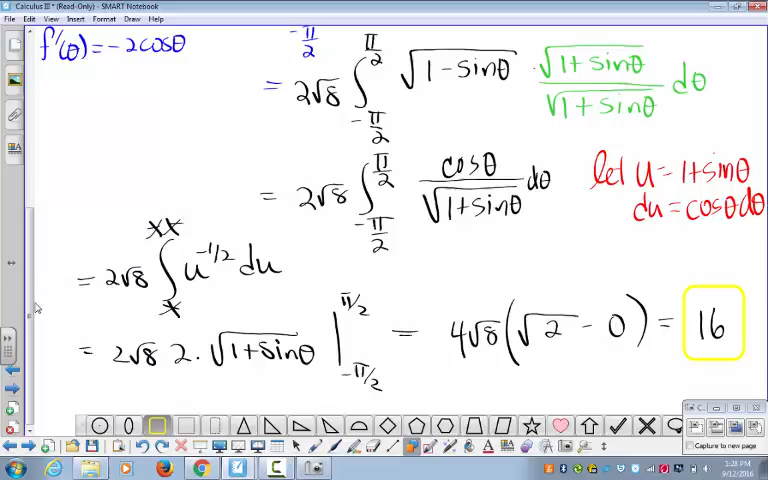 Calculus III * (Read-Only) - SMART Notebook
File Edit View Insert Format Draw Help
f'(θ) = -2cosθ
-π/2
= 2√8 ∫_{-π/2}^{π/2} √(1 - sinθ) · √(1 + sinθ)/√(1 + sinθ) dθ
= 2√8 ∫_{-π/2}^{π/2} cosθ/√(1 + sinθ) dθ
let u = 1 + sinθ
du = cosθ dθ
= 2√8 ∫_{*}^{**} u^{-1/2} du
= 2√8 2 · √(1 + sinθ) |_{-π/2}^{π/2} = 4√8 (√2 - 0) = 16
Capture to new page
1:28 PM
9/12/2016